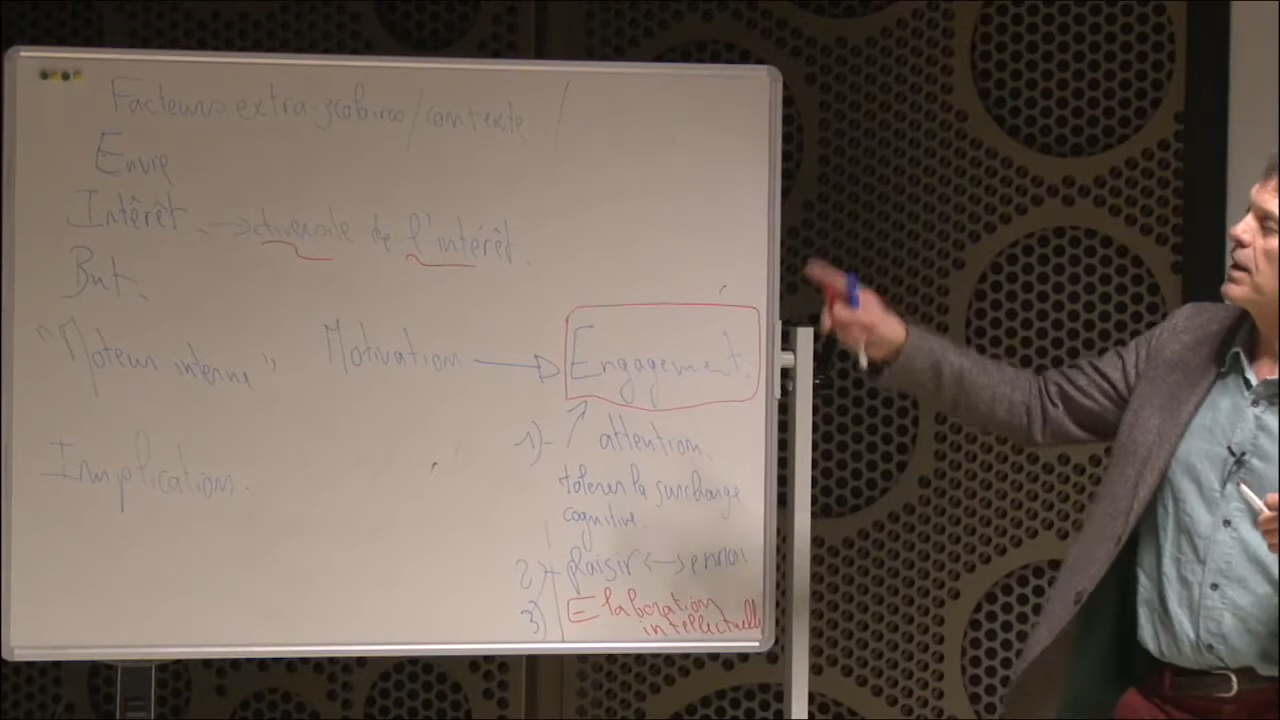 Facteurs extra-scolaires/contexte /
Envie
Intérêt → diversité de l'intérêt.
But.
"Moteur interne" Motivation → Engagement.
1)- attention.
Implication.
tolérer la surcharge
cognitive.
2) plaisir ↔ ennui
3) Elaboration
intellectuelle